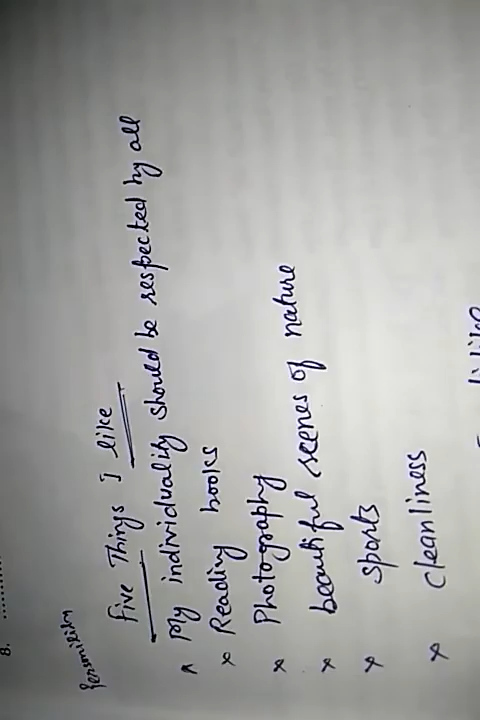 8. ..........
Five Things I like
My individuality should be respected by all
x Reading books
x Photography
x beautiful scenes of nature
x sports
x cleanliness